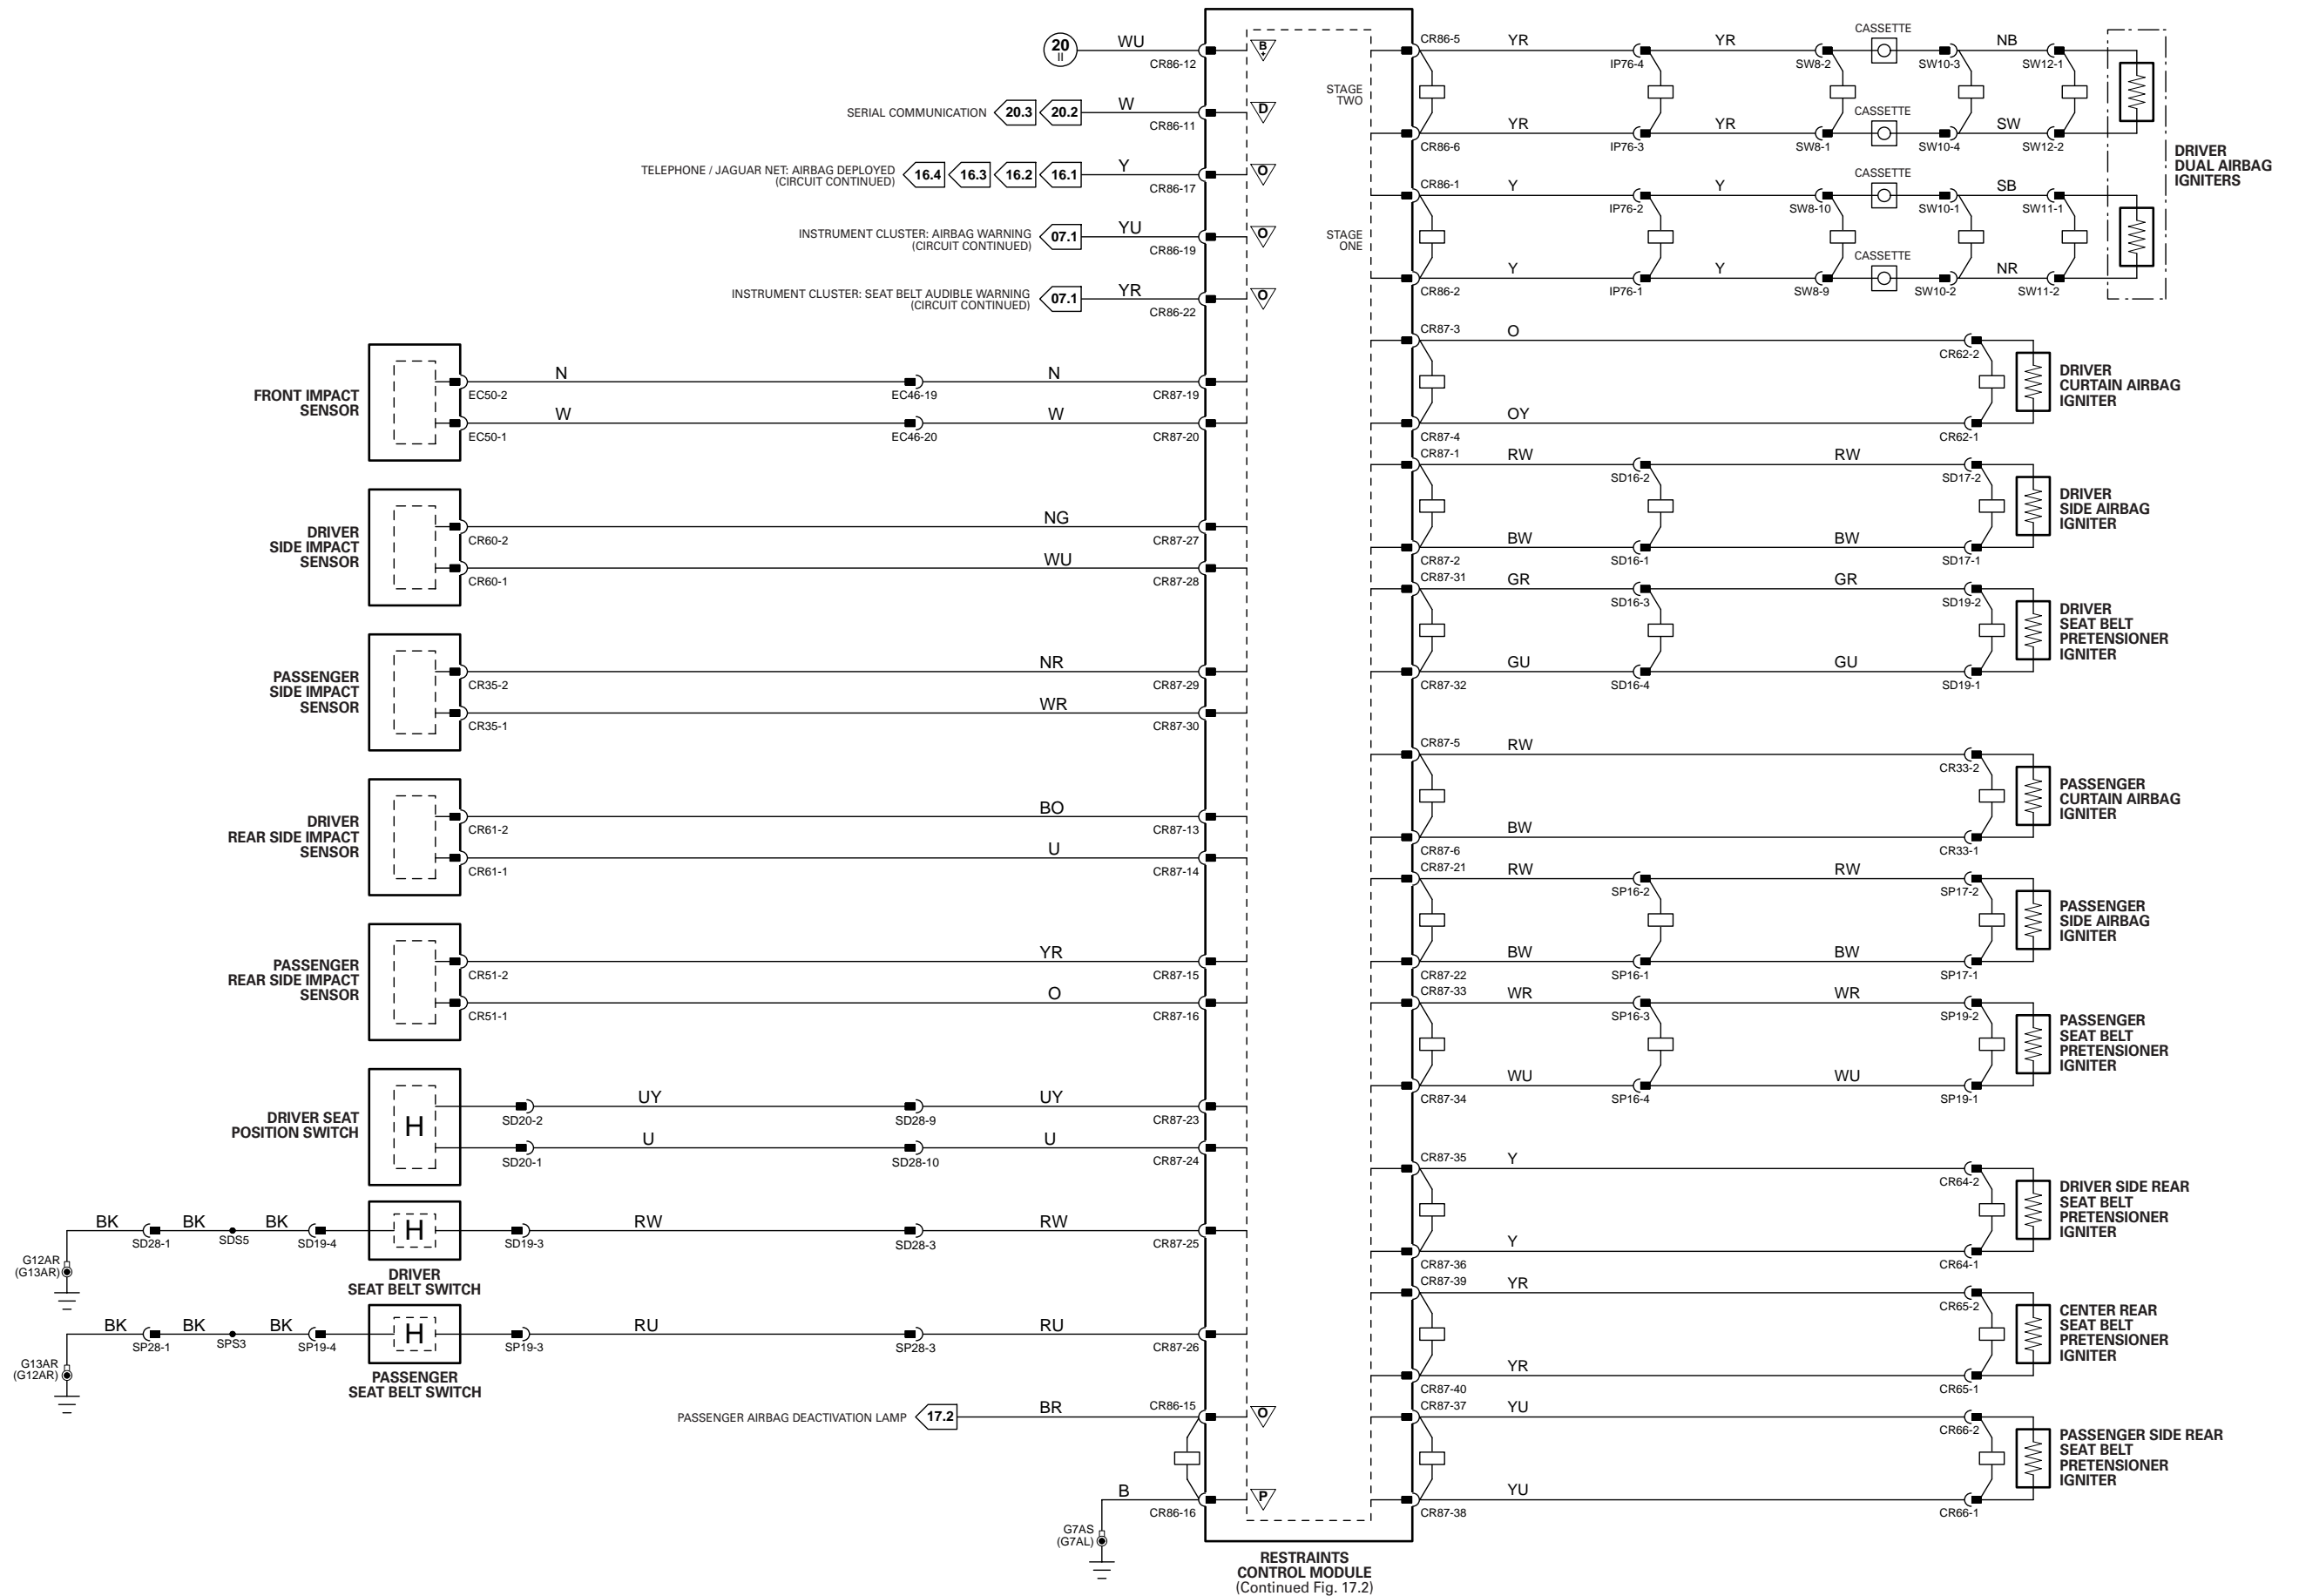 20
II
WU
CR86-12
B
+
SERIAL COMMUNICATION
20.3
20.2
W
CR86-11
D
TELEPHONE / JAGUAR NET: AIRBAG DEPLOYED
(CIRCUIT CONTINUED)
16.4
16.3
16.2
16.1
Y
CR86-17
O
INSTRUMENT CLUSTER: AIRBAG WARNING
(CIRCUIT CONTINUED)
07.1
YU
CR86-19
O
INSTRUMENT CLUSTER: SEAT BELT AUDIBLE WARNING
(CIRCUIT CONTINUED)
07.1
YR
CR86-22
O
FRONT IMPACT
SENSOR
EC50-2
N
EC46-19
N
CR87-19
EC50-1
W
EC46-20
W
CR87-20
DRIVER
SIDE IMPACT
SENSOR
CR60-2
NG
CR87-27
CR60-1
WU
CR87-28
PASSENGER
SIDE IMPACT
SENSOR
CR35-2
NR
CR87-29
CR35-1
WR
CR87-30
DRIVER
REAR SIDE IMPACT
SENSOR
CR61-2
BO
CR87-13
CR61-1
U
CR87-14
PASSENGER
REAR SIDE IMPACT
SENSOR
CR51-2
YR
CR87-15
CR51-1
O
CR87-16
DRIVER SEAT
POSITION SWITCH
H
SD20-2
UY
SD28-9
UY
CR87-23
SD20-1
U
SD28-10
U
CR87-24
G12AR
(G13AR)
BK
SD28-1
BK
SDS5
BK
SD19-4
H
DRIVER
SEAT BELT SWITCH
SD19-3
RW
SD28-3
RW
CR87-25
G13AR
(G12AR)
BK
SP28-1
BK
SPS3
BK
SP19-4
H
PASSENGER
SEAT BELT SWITCH
SP19-3
RU
SP28-3
RU
CR87-26
PASSENGER AIRBAG DEACTIVATION LAMP
17.2
BR
CR86-15
O
G7AS
(G7AL)
B
CR86-16
P
RESTRAINTS
CONTROL MODULE
(Continued Fig. 17.2)
STAGE
TWO
CR86-5
YR
IP76-4
YR
SW8-2
CASSETTE
SW10-3
NB
SW12-1
CR86-6
YR
IP76-3
YR
SW8-1
CASSETTE
SW10-4
SW
SW12-2
DRIVER
DUAL AIRBAG
IGNITERS
STAGE
ONE
CR86-1
Y
IP76-2
Y
SW8-10
CASSETTE
SW10-1
SB
SW11-1
CR86-2
Y
IP76-1
Y
SW8-9
CASSETTE
SW10-2
NR
SW11-2
CR87-3
O
CR62-2
CR87-4
OY
CR62-1
DRIVER
CURTAIN AIRBAG
IGNITER
CR87-1
RW
SD16-2
RW
SD17-2
CR87-2
BW
SD16-1
BW
SD17-1
DRIVER
SIDE AIRBAG
IGNITER
CR87-31
GR
SD16-3
GR
SD19-2
CR87-32
GU
SD16-4
GU
SD19-1
DRIVER
SEAT BELT
PRETENSIONER
IGNITER
CR87-5
RW
CR33-2
CR87-6
BW
CR33-1
PASSENGER
CURTAIN AIRBAG
IGNITER
CR87-21
RW
SP16-2
RW
SP17-2
CR87-22
BW
SP16-1
BW
SP17-1
PASSENGER
SIDE AIRBAG
IGNITER
CR87-33
WR
SP16-3
WR
SP19-2
CR87-34
WU
SP16-4
WU
SP19-1
PASSENGER
SEAT BELT
PRETENSIONER
IGNITER
CR87-35
Y
CR64-2
CR87-36
Y
CR64-1
DRIVER SIDE REAR
SEAT BELT
PRETENSIONER
IGNITER
CR87-39
YR
CR65-2
CR87-40
YR
CR65-1
CENTER REAR
SEAT BELT
PRETENSIONER
IGNITER
CR87-37
YU
CR66-2
CR87-38
YU
CR66-1
PASSENGER SIDE REAR
SEAT BELT
PRETENSIONER
IGNITER